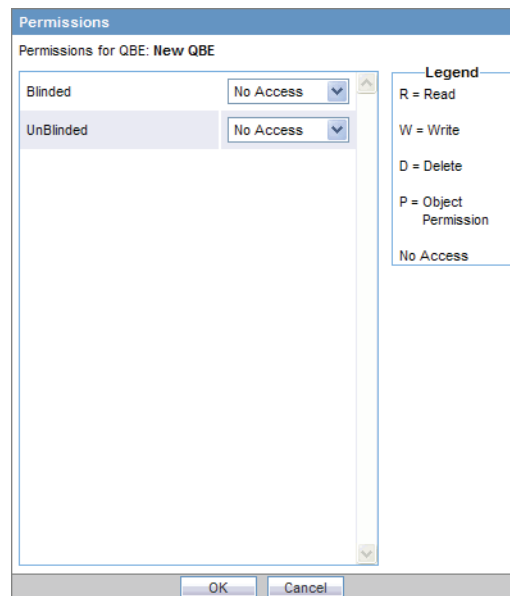 Permissions
Permissions for QBE: New QBE
Blinded No Access
UnBlinded No Access
Legend
R = Read
W = Write
D = Delete
P = Object
Permission
No Access
OK Cancel